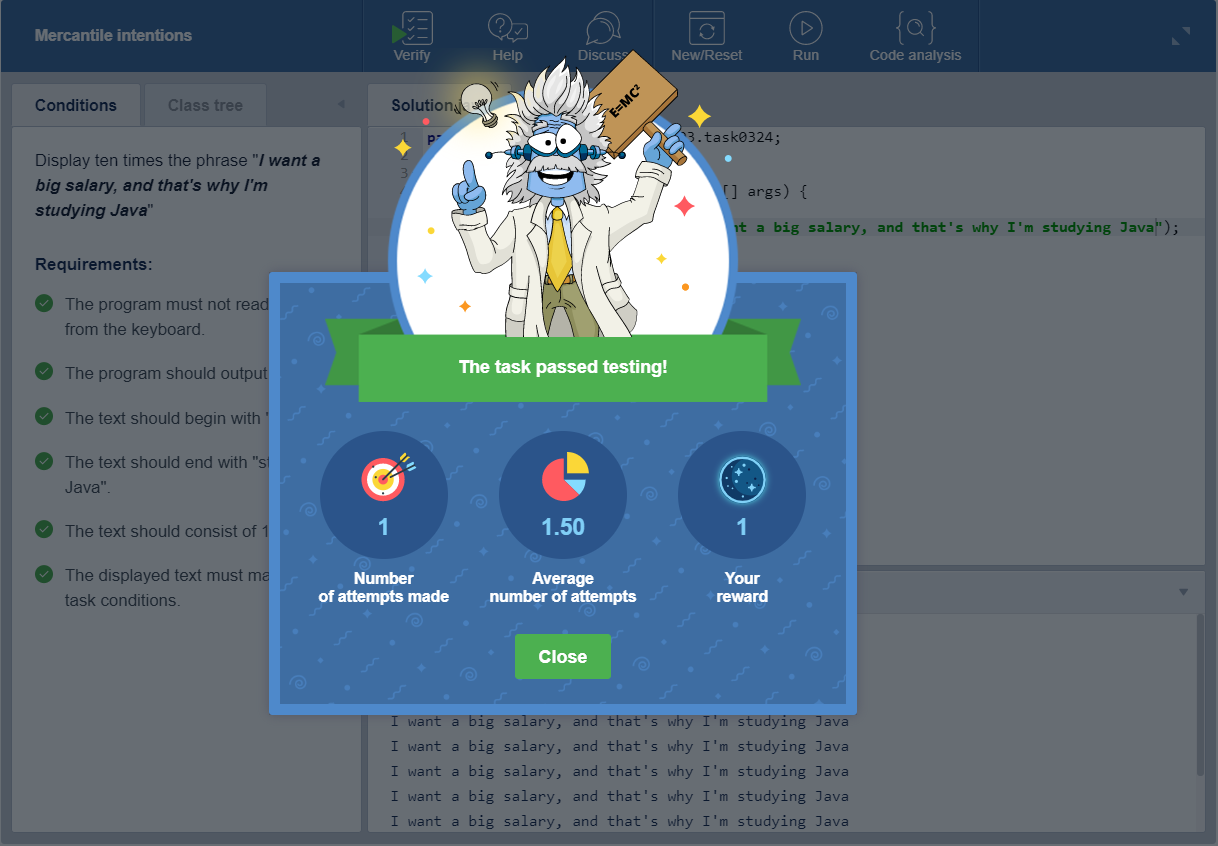 Mercantile intentions
Verify
Help
Discuss
New/Reset
Run
Code analysis
Conditions
Class tree
Display ten times the phrase "I want a
big salary, and that's why I'm
studying Java"
Requirements:
The program must not read
from the keyboard.
The program should output
The text should begin with "
The text should end with "st
Java".
The text should consist of 1
The displayed text must ma
task conditions.
Solution.
1
2
3
3.task0324;
[] args) {
nt a big salary, and that's why I'm studying Java");
E=MC²
The task passed testing!
1
Number
of attempts made
1.50
Average
number of attempts
1
Your
reward
Close
I want a big salary, and that's why I'm studying Java
I want a big salary, and that's why I'm studying Java
I want a big salary, and that's why I'm studying Java
I want a big salary, and that's why I'm studying Java
I want a big salary, and that's why I'm studying Java